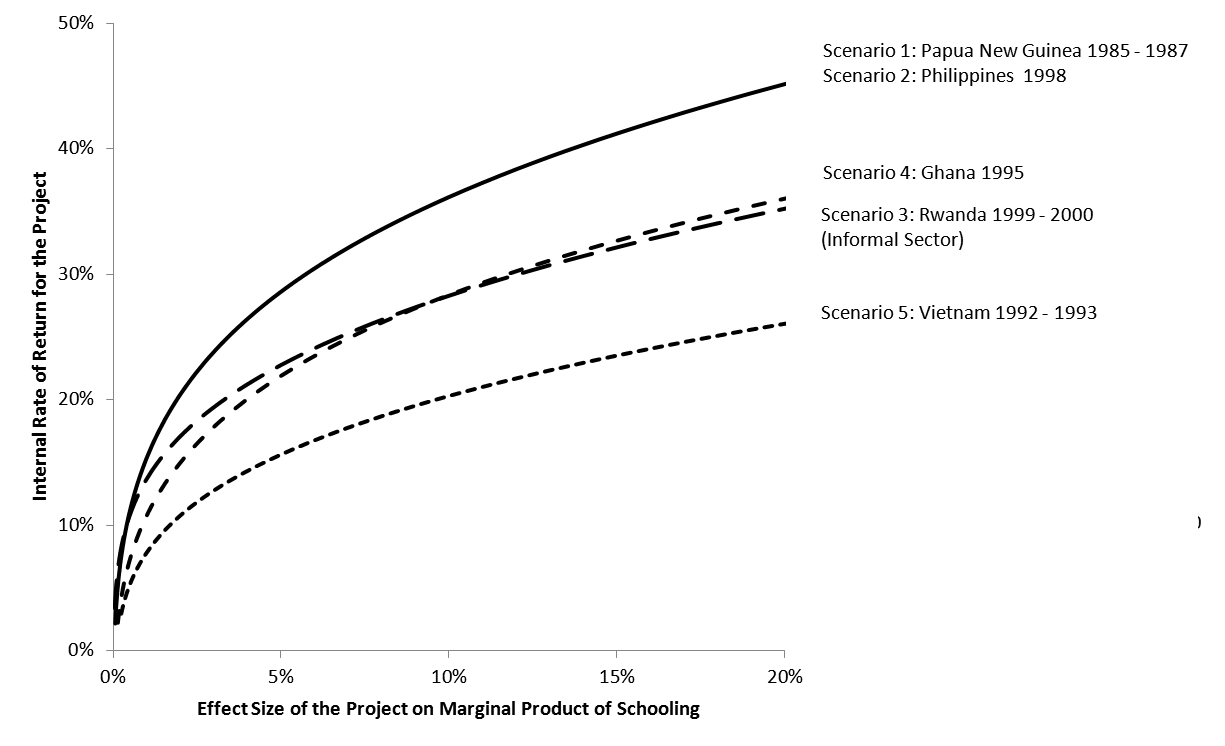 50%
Scenario 1: Papua New Guinea 1985 - 1987
Scenario 2: Philippines 1998
40%
Scenario 4: Ghana 1995
Scenario 3: Rwanda 1999 - 2000
(Informal Sector)
30%
Scenario 5: Vietnam 1992 - 1993
20%
10%
)
0%
0% 5% 10% 15% 20%
Effect Size of the Project on Marginal Product of Schooling
Internal Rate of Return for the Project